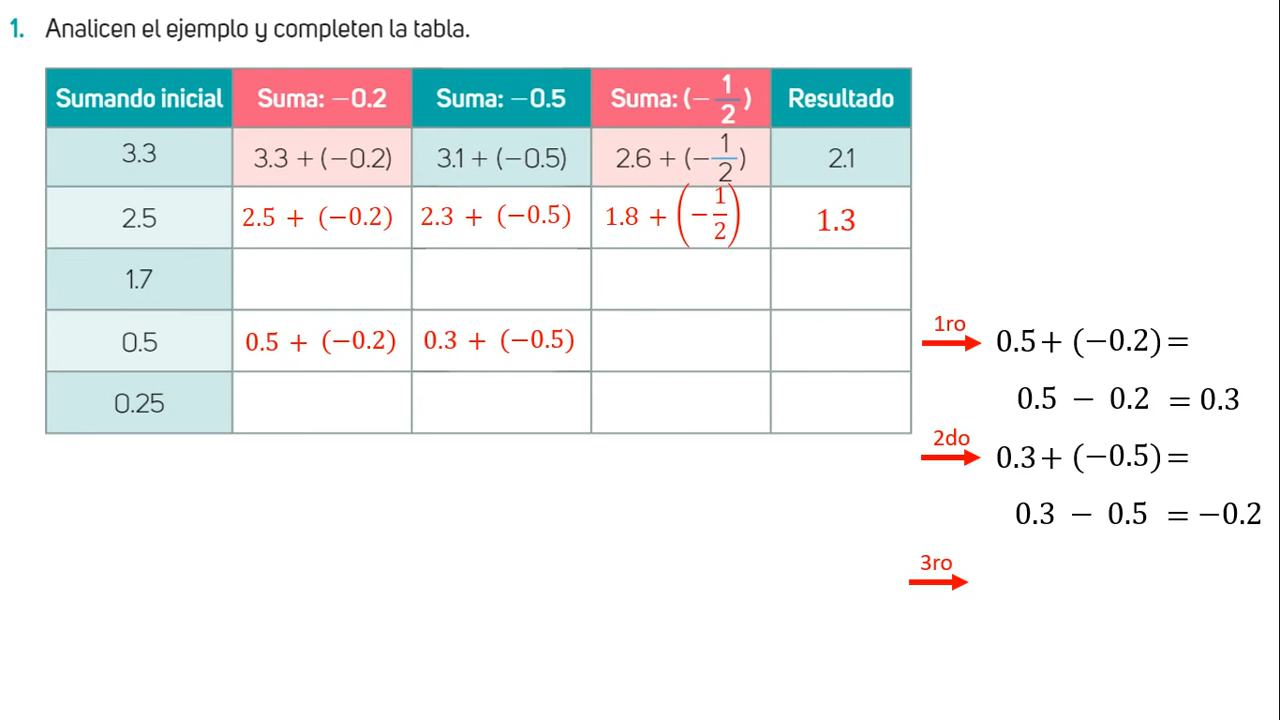 1. Analicen el ejemplo y completen la tabla.
Sumando inicial Suma: −0.2 Suma: −0.5 Suma: (−1/2) Resultado
3.3 3.3 + (−0.2) 3.1 + (−0.5) 2.6 + (−1/2) 2.1
2.5 2.5 + (−0.2) 2.3 + (−0.5) 1.8 + (−1/2) 1.3
1.7
0.5 0.5 + (−0.2) 0.3 + (−0.5)
0.25
1ro 0.5 + (−0.2) =
0.5 − 0.2 = 0.3
2do 0.3 + (−0.5) =
0.3 − 0.5 = −0.2
3ro